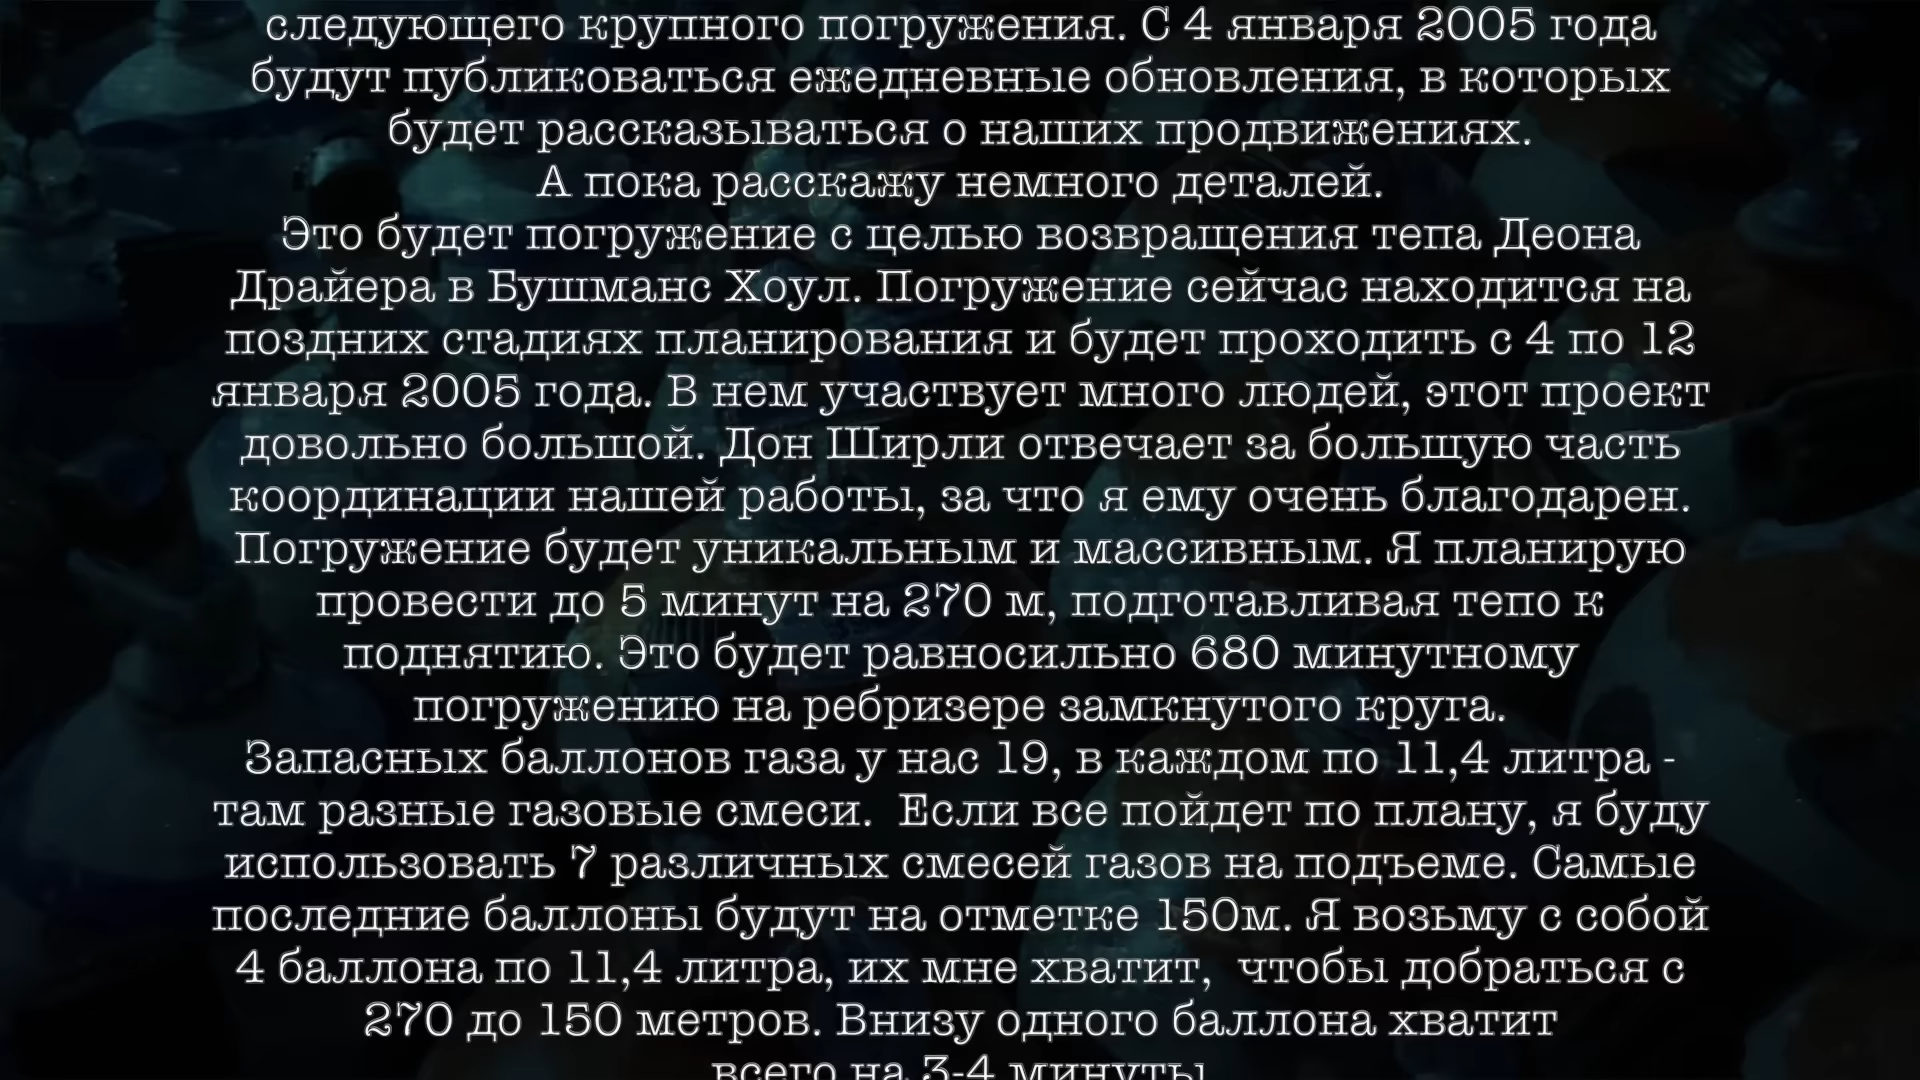 следующего крупного погружения. С 4 января 2005 года
будут публиковаться ежедневные обновления, в которых
будет рассказываться о наших продвижениях.
А пока расскажу немного деталей.
Это будет погружение с целью возвращения тепа Деона
Драйера в Бушманс Хоул. Погружение сейчас находится на
поздних стадиях планирования и будет проходить с 4 по 12
января 2005 года. В нем участвует много людей, этот проект
довольно большой. Дон Ширли отвечает за большую часть
координации нашей работы, за что я ему очень благодарен.
Погружение будет уникальным и массивным. Я планирую
провести до 5 минут на 270 м, подготавливая тепо к
поднятию. Это будет равносильно 680 минутному
погружению на ребризере замкнутого круга.
Запасных баллонов газа у нас 19, в каждом по 11,4 литра -
там разные газовые смеси. Если все пойдет по плану, я буду
использовать 7 различных смесей газов на подъеме. Самые
последние баллоны будут на отметке 150м. Я возьму с собой
4 баллона по 11,4 литра, их мне хватит, чтобы добраться с
270 до 150 метров. Внизу одного баллона хватит
всего на 3-4 минуты